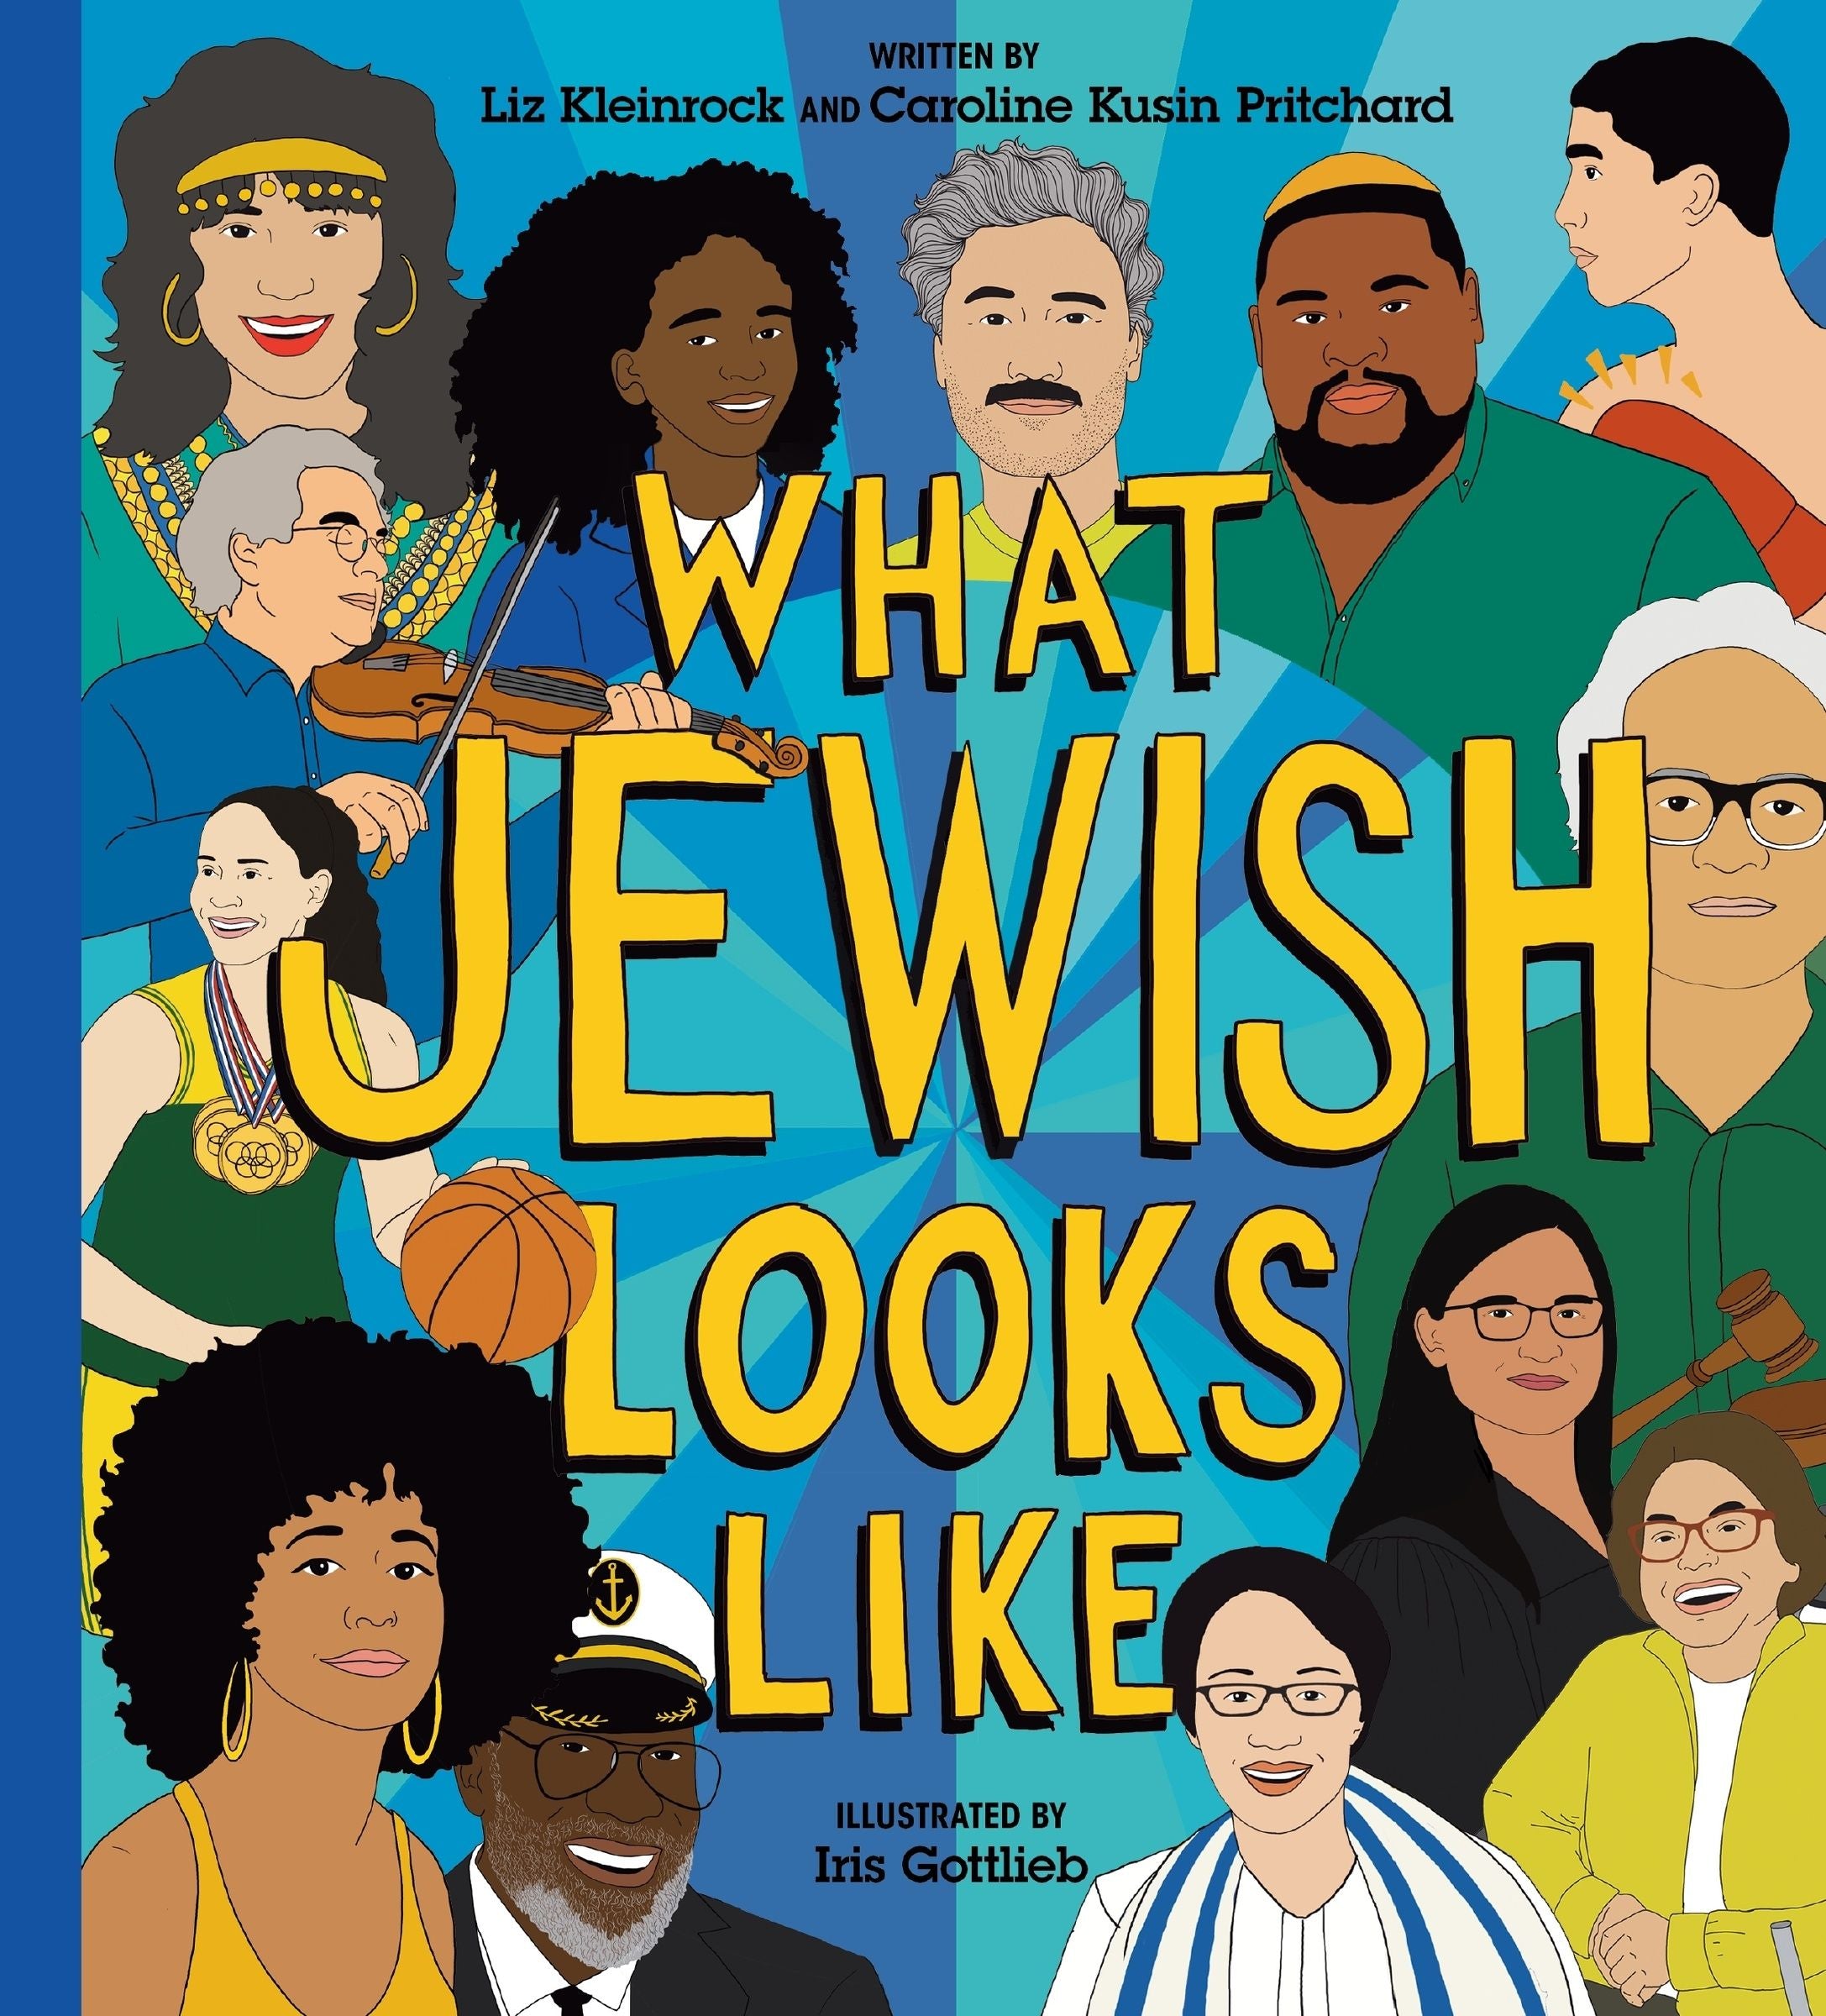 WRITTEN BY
Liz Kleinrock AND Caroline Kusin Pritchard
WHAT
JEWISH
LOOKS
LIKE
ILLUSTRATED BY
Iris Gottlieb